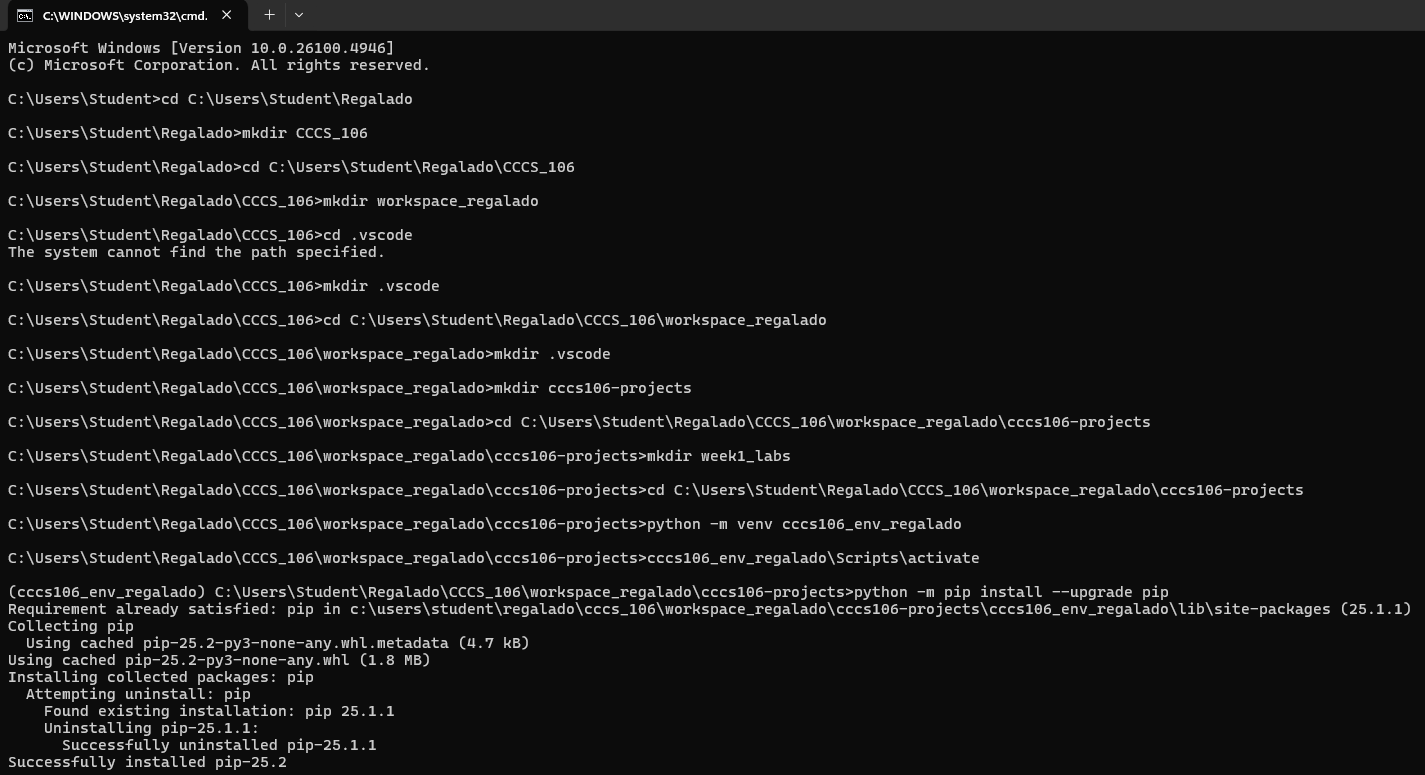 C:\WINDOWS\system32\cmd.
Microsoft Windows [Version 10.0.26100.4946]
(c) Microsoft Corporation. All rights reserved.
C:\Users\Student>cd C:\Users\Student\Regalado
C:\Users\Student\Regalado>mkdir CCCS_106
C:\Users\Student\Regalado>cd C:\Users\Student\Regalado\CCCS_106
C:\Users\Student\Regalado\CCCS_106>mkdir workspace_regalado
C:\Users\Student\Regalado\CCCS_106>cd .vscode
The system cannot find the path specified.
C:\Users\Student\Regalado\CCCS_106>mkdir .vscode
C:\Users\Student\Regalado\CCCS_106>cd C:\Users\Student\Regalado\CCCS_106\workspace_regalado
C:\Users\Student\Regalado\CCCS_106\workspace_regalado>mkdir .vscode
C:\Users\Student\Regalado\CCCS_106\workspace_regalado>mkdir cccs106-projects
C:\Users\Student\Regalado\CCCS_106\workspace_regalado>cd C:\Users\Student\Regalado\CCCS_106\workspace_regalado\cccs106-projects
C:\Users\Student\Regalado\CCCS_106\workspace_regalado\cccs106-projects>mkdir week1_labs
C:\Users\Student\Regalado\CCCS_106\workspace_regalado\cccs106-projects>cd C:\Users\Student\Regalado\CCCS_106\workspace_regalado\cccs106-projects
C:\Users\Student\Regalado\CCCS_106\workspace_regalado\cccs106-projects>python -m venv cccs106_env_regalado
C:\Users\Student\Regalado\CCCS_106\workspace_regalado\cccs106-projects>cccs106_env_regalado\Scripts\activate
(cccs106_env_regalado) C:\Users\Student\Regalado\CCCS_106\workspace_regalado\cccs106-projects>python -m pip install --upgrade pip
Requirement already satisfied: pip in c:\users\student\regalado\cccs_106\workspace_regalado\cccs106-projects\cccs106_env_regalado\lib\site-packages (25.1.1)
Collecting pip
  Using cached pip-25.2-py3-none-any.whl.metadata (4.7 kB)
Using cached pip-25.2-py3-none-any.whl (1.8 MB)
Installing collected packages: pip
  Attempting uninstall: pip
    Found existing installation: pip 25.1.1
    Uninstalling pip-25.1.1:
      Successfully uninstalled pip-25.1.1
Successfully installed pip-25.2